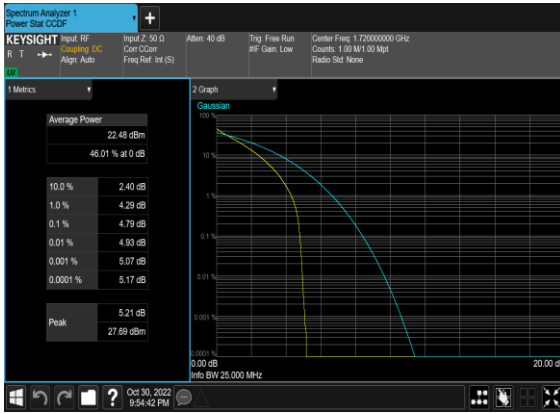 Spectrum Analyzer 1
Power Stat CCDF
KEYSIGHT
R T
LV
Input: RF
Coupling: DC
Align: Auto
Input Z: 50 Ω
Corr CCorr
Freq Ref: Int (S)
Atten: 40 dB
Trig: Free Run
#IF Gain: Low
Center Freq: 1.720000000 GHz
Counts: 1.00 M/1.00 Mpt
Radio Std: None
1 Metrics
Average Power
22.48 dBm
46.01 % at 0 dB
10.0 % 2.40 dB
1.0 % 4.29 dB
0.1 % 4.79 dB
0.01 % 4.93 dB
0.001 % 5.07 dB
0.0001 % 5.17 dB
Peak
5.21 dB
27.69 dBm
2 Graph
Gaussian
100 %
10 %
1 %
0.1 %
0.01 %
0.001 %
0.0001 %
0.00 dB
20.00 d
Info BW 25.000 MHz
?
Oct 30, 2022
9:54:42 PM